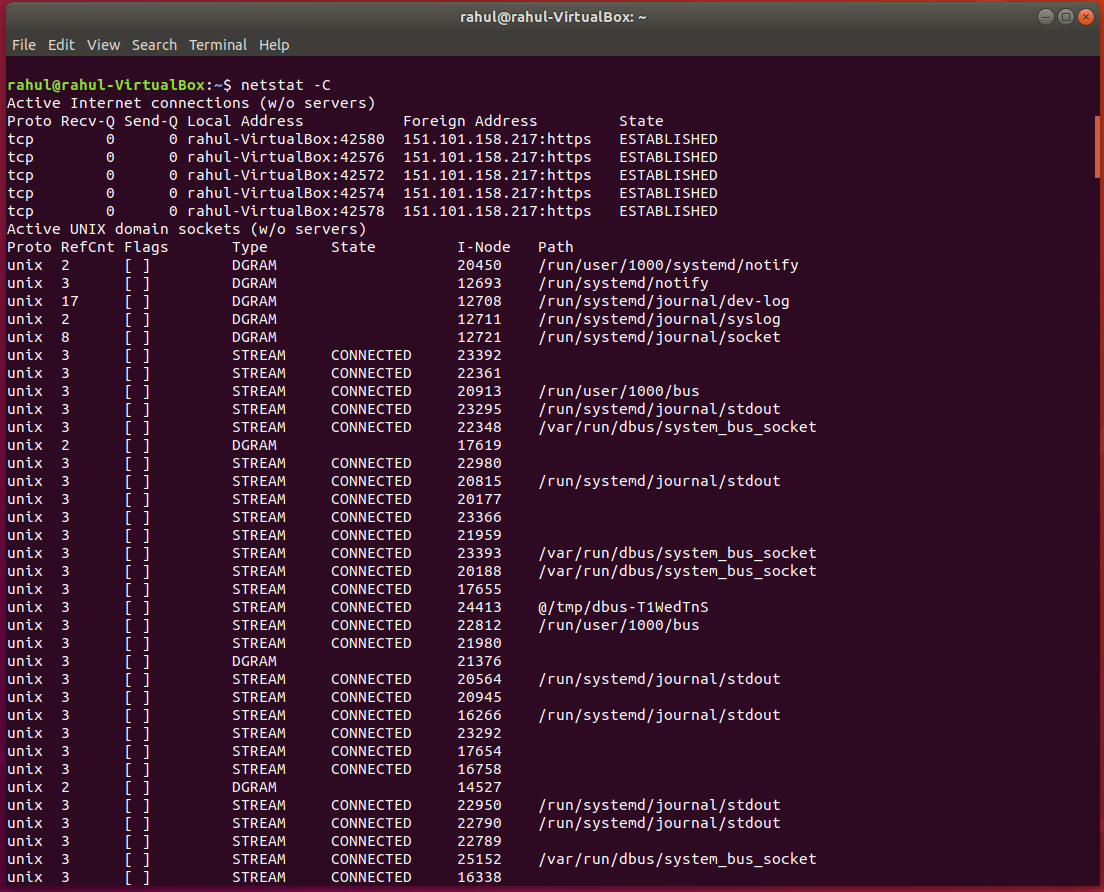 rahul@rahul-VirtualBox: ~
File Edit View Search Terminal Help
rahul@rahul-VirtualBox:~$ netstat -C
Active Internet connections (w/o servers)
Proto Recv-Q Send-Q Local Address           Foreign Address         State
tcp        0      0 rahul-VirtualBox:42580  151.101.158.217:https   ESTABLISHED
tcp        0      0 rahul-VirtualBox:42576  151.101.158.217:https   ESTABLISHED
tcp        0      0 rahul-VirtualBox:42572  151.101.158.217:https   ESTABLISHED
tcp        0      0 rahul-VirtualBox:42574  151.101.158.217:https   ESTABLISHED
tcp        0      0 rahul-VirtualBox:42578  151.101.158.217:https   ESTABLISHED
Active UNIX domain sockets (w/o servers)
Proto RefCnt Flags       Type       State         I-Node   Path
unix  2      [ ]         DGRAM                    20450    /run/user/1000/systemd/notify
unix  3      [ ]         DGRAM                    12693    /run/systemd/notify
unix  17     [ ]         DGRAM                    12708    /run/systemd/journal/dev-log
unix  2      [ ]         DGRAM                    12711    /run/systemd/journal/syslog
unix  8      [ ]         DGRAM                    12721    /run/systemd/journal/socket
unix  3      [ ]         STREAM     CONNECTED     23392
unix  3      [ ]         STREAM     CONNECTED     22361
unix  3      [ ]         STREAM     CONNECTED     20913    /run/user/1000/bus
unix  3      [ ]         STREAM     CONNECTED     23295    /run/systemd/journal/stdout
unix  3      [ ]         STREAM     CONNECTED     22348    /var/run/dbus/system_bus_socket
unix  2      [ ]         DGRAM                    17619
unix  3      [ ]         STREAM     CONNECTED     22980
unix  3      [ ]         STREAM     CONNECTED     20815    /run/systemd/journal/stdout
unix  3      [ ]         STREAM     CONNECTED     20177
unix  3      [ ]         STREAM     CONNECTED     23366
unix  3      [ ]         STREAM     CONNECTED     21959
unix  3      [ ]         STREAM     CONNECTED     23393    /var/run/dbus/system_bus_socket
unix  3      [ ]         STREAM     CONNECTED     20188    /var/run/dbus/system_bus_socket
unix  3      [ ]         STREAM     CONNECTED     17655
unix  3      [ ]         STREAM     CONNECTED     24413    @/tmp/dbus-T1WedTnS
unix  3      [ ]         STREAM     CONNECTED     22812    /run/user/1000/bus
unix  3      [ ]         STREAM     CONNECTED     21980
unix  3      [ ]         DGRAM                    21376
unix  3      [ ]         STREAM     CONNECTED     20564    /run/systemd/journal/stdout
unix  3      [ ]         STREAM     CONNECTED     20945
unix  3      [ ]         STREAM     CONNECTED     16266    /run/systemd/journal/stdout
unix  3      [ ]         STREAM     CONNECTED     23292
unix  3      [ ]         STREAM     CONNECTED     17654
unix  3      [ ]         STREAM     CONNECTED     16758
unix  2      [ ]         DGRAM                    14527
unix  3      [ ]         STREAM     CONNECTED     22950    /run/systemd/journal/stdout
unix  3      [ ]         STREAM     CONNECTED     22790    /run/systemd/journal/stdout
unix  3      [ ]         STREAM     CONNECTED     22789
unix  3      [ ]         STREAM     CONNECTED     25152    /var/run/dbus/system_bus_socket
unix  3      [ ]         STREAM     CONNECTED     16338